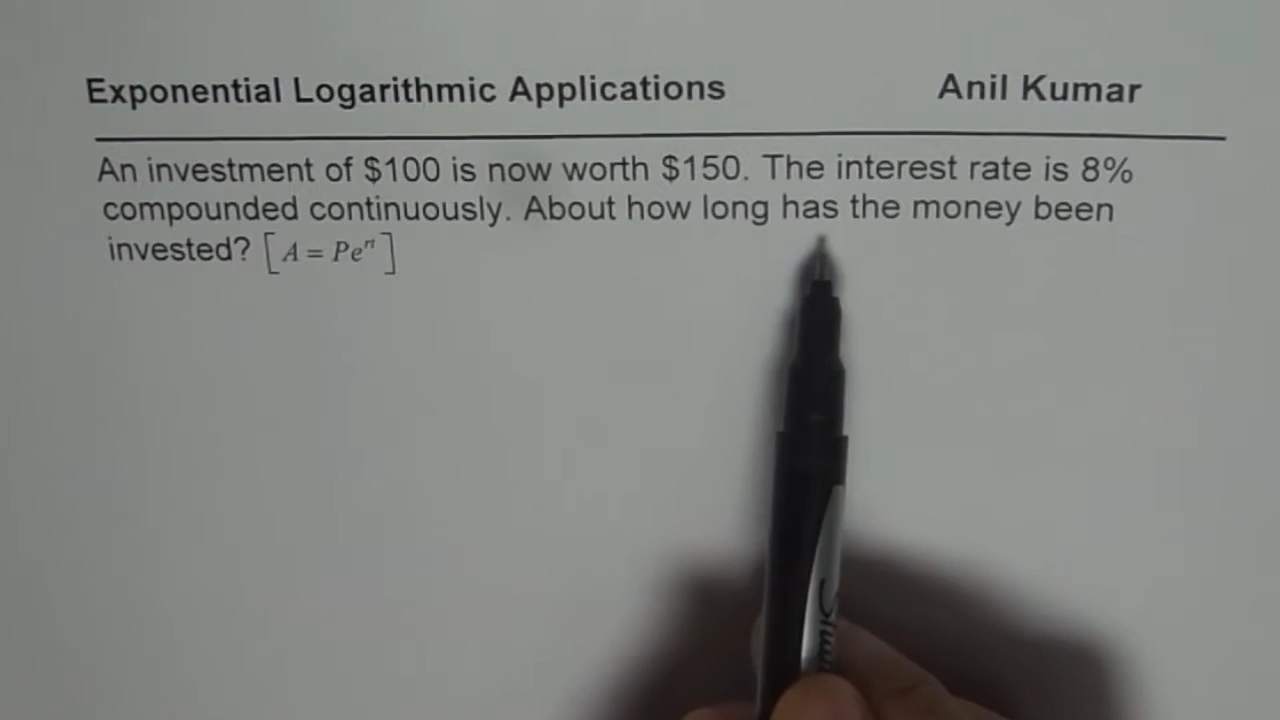 Exponential Logarithmic Applications Anil Kumar
An investment of $100 is now worth $150. The interest rate is 8%
compounded continuously. About how long has the money been
invested? [A = Pe^{rt}]